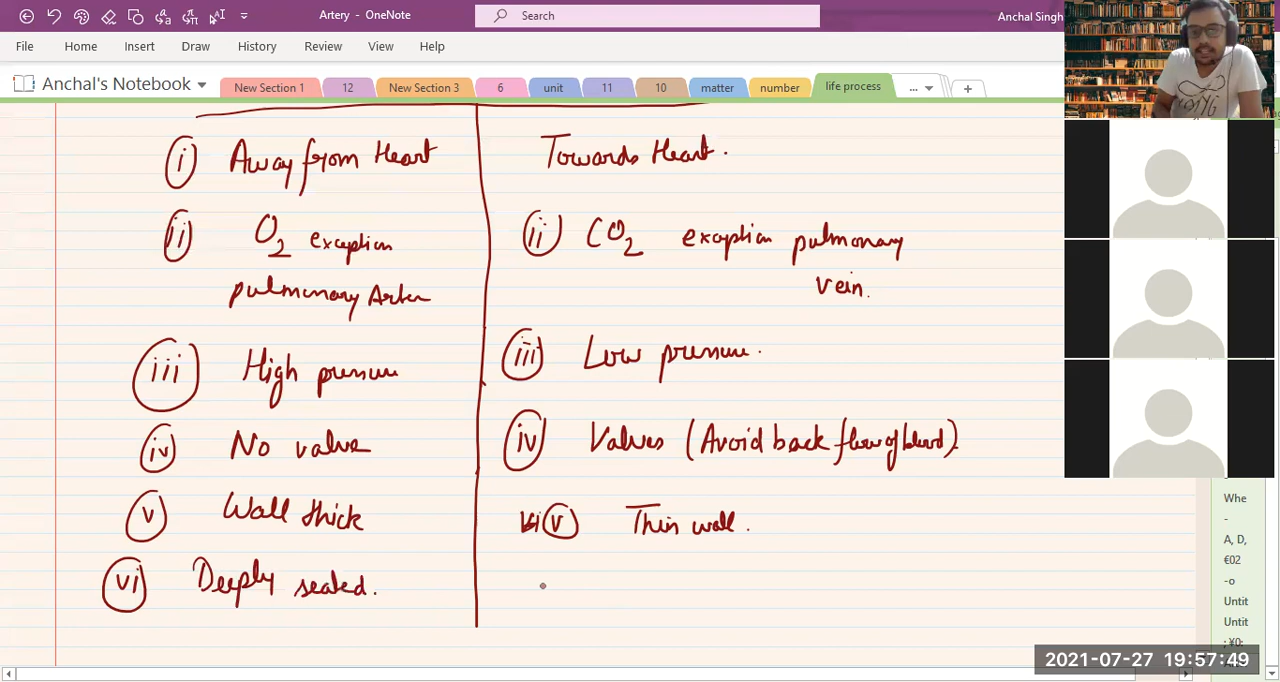 Artery - OneNote
Search
Anchal Singh
File Home Insert Draw History Review View Help
Anchal's Notebook New Section 1 12 New Section 3 6 unit 11 10 matter number life process ... +
(i) Away from Heart Towards Heart.
(ii) O2 exception (ii) CO2 exception pulmonary
pulmonary vein.
(iii) High pressure (iii) Low pressure.
(iv) No valve (iv) Valves (Avoid back flow of blood).
(v) Wall thick (v) Thin wall.
(vi) Deeply seated.
Whe
-
A, D,
€02
-o
Untit
Untit
; ¥0:
2021-07-27 19:57:49